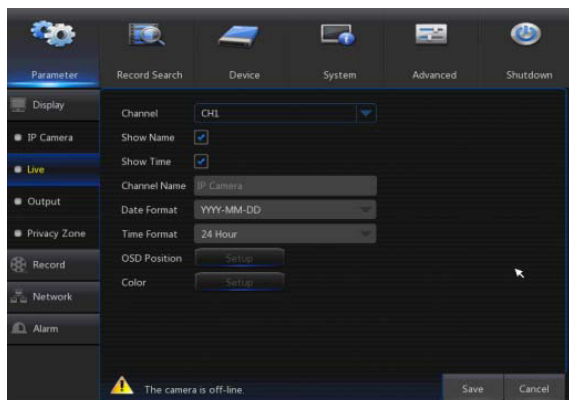 Parameter Record Search Device System Advanced Shutdown
Display
IP Camera
Live
Output
Privacy Zone
Record
Network
Alarm
Channel CH1
Show Name
Show Time
Channel Name IP Camera
Date Format YYYY-MM-DD
Time Format 24 Hour
OSD Position Setup
Color Setup
The camera is off-line.
Save Cancel